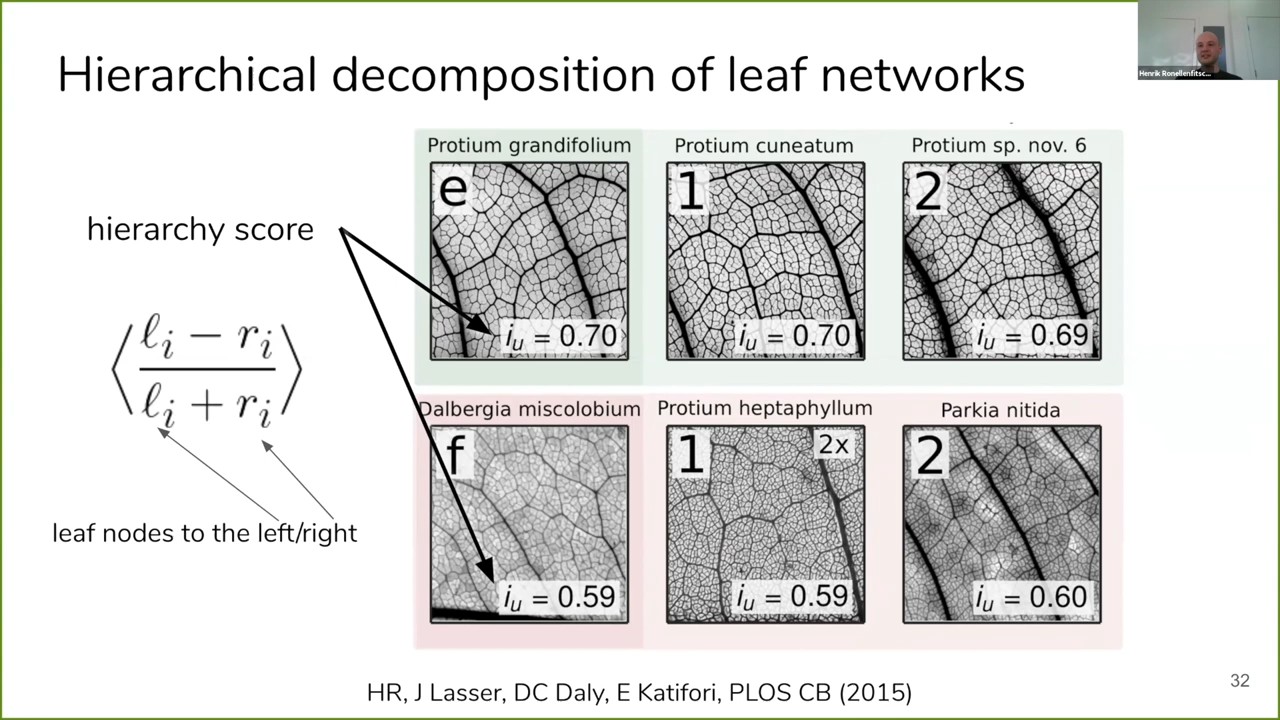 Hierarchical decomposition of leaf networks
Henrik Ronellenfitsc...
hierarchy score
⟨ℓi − ri / ℓi + ri⟩
leaf nodes to the left/right
Protium grandifolium
e
iu = 0.70
Protium cuneatum
1
iu = 0.70
Protium sp. nov. 6
2
iu = 0.69
Dalbergia miscolobium
f
iu = 0.59
Protium heptaphyllum
1
2x
iu = 0.59
Parkia nitida
2
iu = 0.60
HR, J Lasser, DC Daly, E Katifori, PLOS CB (2015)
32